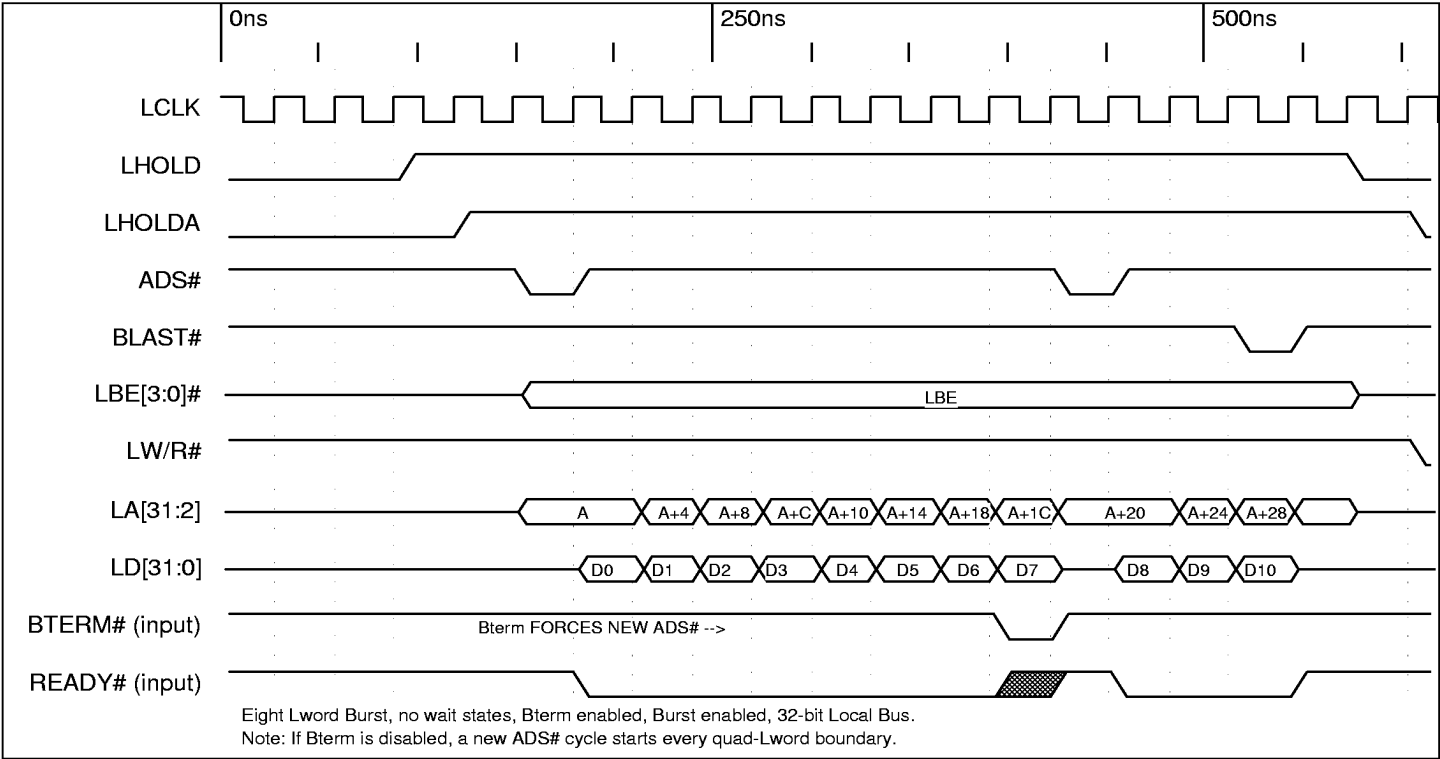 0ns 250ns 500ns
LCLK
LHOLD
LHOLDA
ADS#
BLAST#
LBE[3:0]# LBE
LW/R#
LA[31:2] A A+4 A+8 A+C A+10 A+14 A+18 A+1C A+20 A+24 A+28
LD[31:0] D0 D1 D2 D3 D4 D5 D6 D7 D8 D9 D10
BTERM# (input) Bterm FORCES NEW ADS# -->
READY# (input)
Eight Lword Burst, no wait states, Bterm enabled, Burst enabled, 32-bit Local Bus.
Note: If Bterm is disabled, a new ADS# cycle starts every quad-Lword boundary.